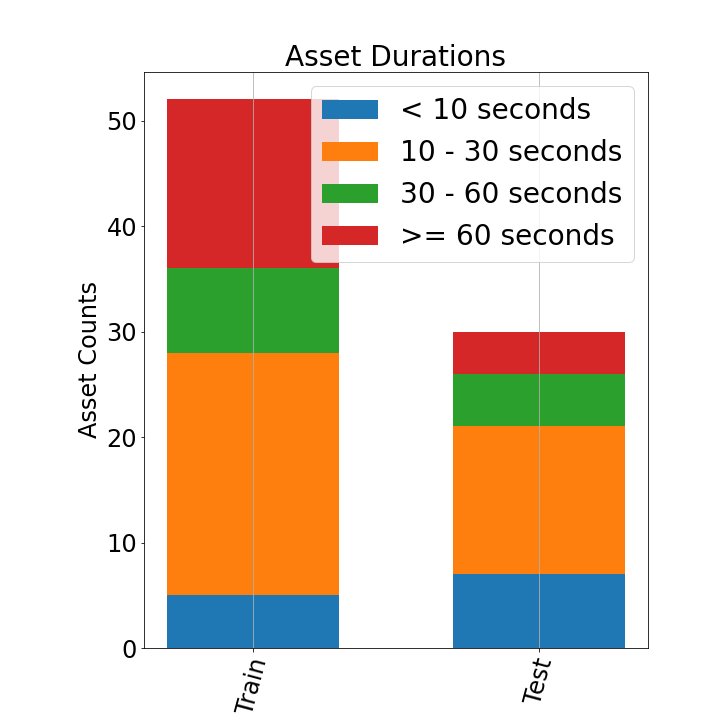 Asset Durations
< 10 seconds
10 - 30 seconds
30 - 60 seconds
>= 60 seconds
Asset Counts
50
40
30
20
10
0
Train
Test